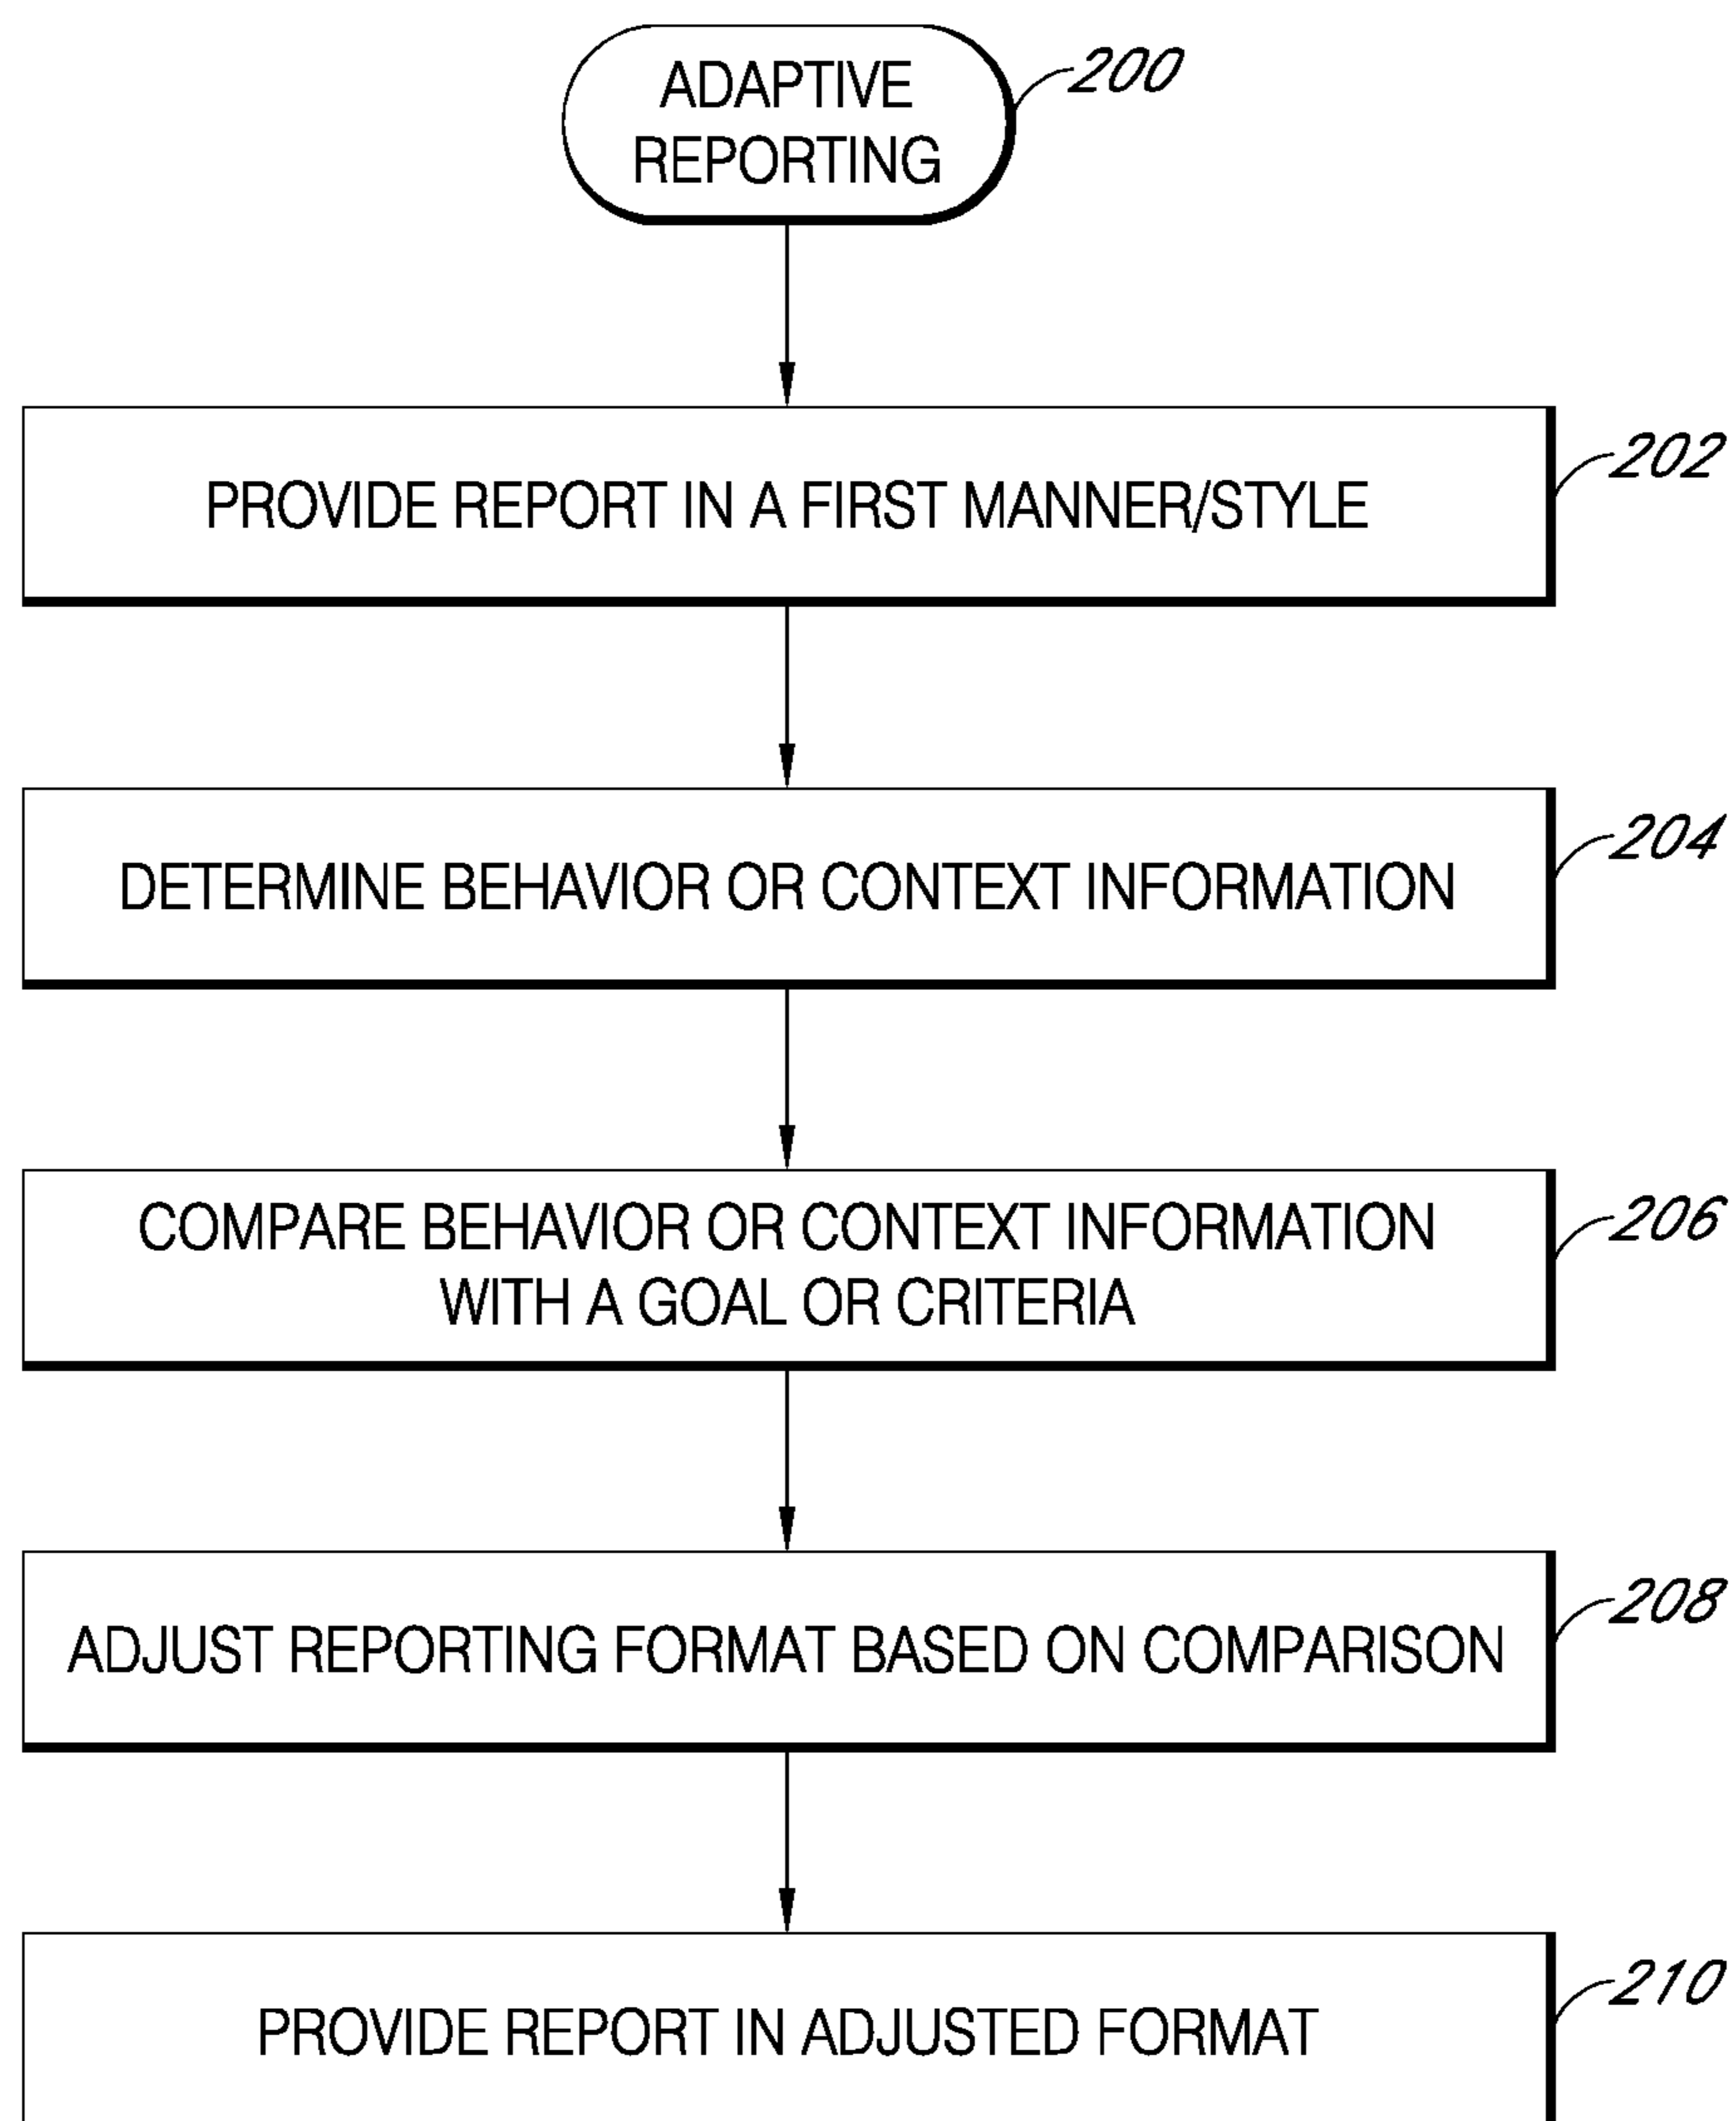 ADAPTIVE
REPORTING
200
PROVIDE REPORT IN A FIRST MANNER/STYLE
202
DETERMINE BEHAVIOR OR CONTEXT INFORMATION
204
COMPARE BEHAVIOR OR CONTEXT INFORMATION
WITH A GOAL OR CRITERIA
206
ADJUST REPORTING FORMAT BASED ON COMPARISON
208
PROVIDE REPORT IN ADJUSTED FORMAT
210